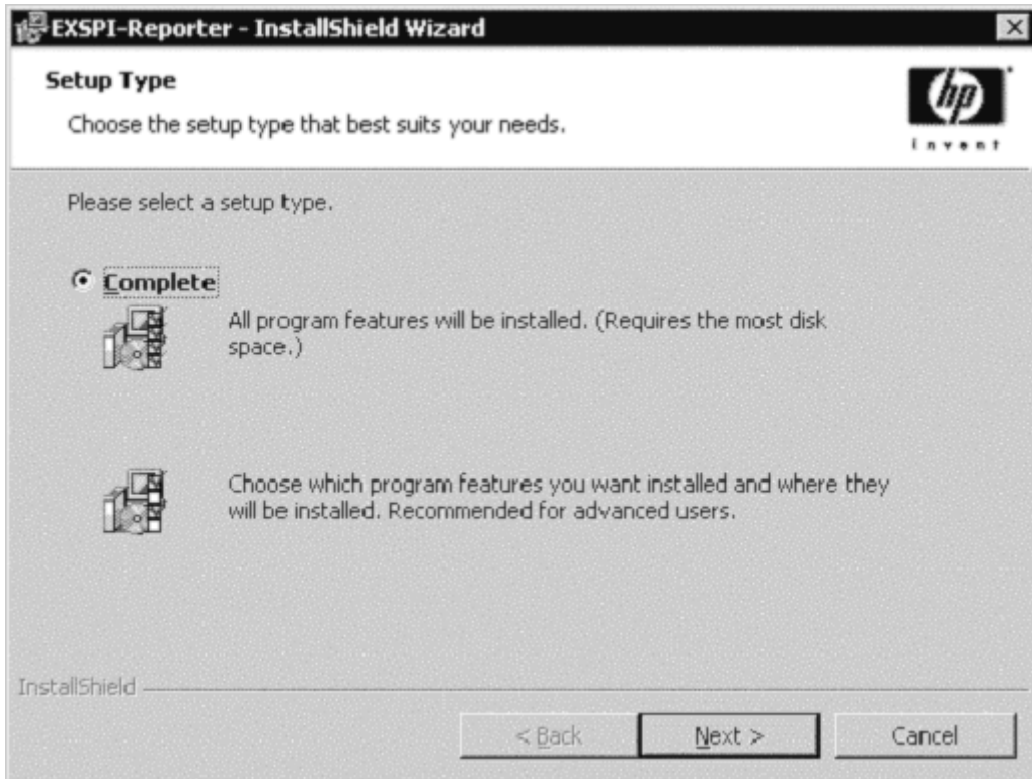 EXSPI-Reporter - InstallShield Wizard
Setup Type
Choose the setup type that best suits your needs.
hp
invent
Please select a setup type.
Complete
All program features will be installed. (Requires the most disk
space.)
Choose which program features you want installed and where they
will be installed. Recommended for advanced users.
InstallShield
< Back
Next >
Cancel